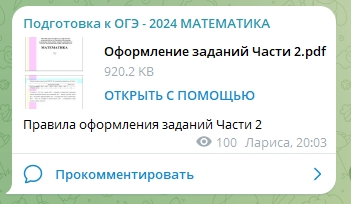 Подготовка к ОГЭ - 2024 МАТЕМАТИКА
МАТЕМАТИКА
Оформление заданий Части 2.pdf
920.2 KB
ОТКРЫТЬ С ПОМОЩЬЮ
Правила оформления заданий Части 2
100 Лариса, 20:03
Прокомментировать